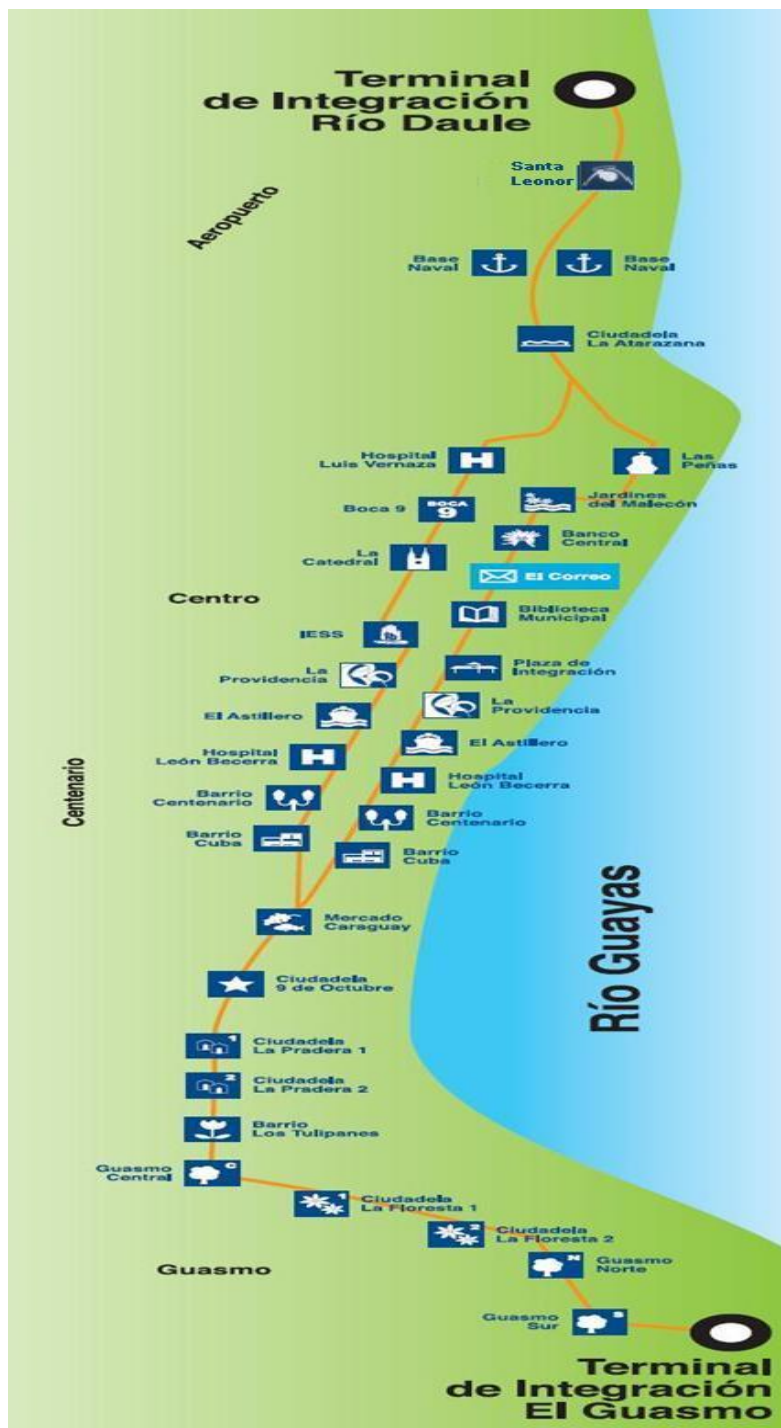 Terminal
de Integración
Río Daule
Santa
Leonor
Aeropuerto
Base
Naval
Base
Naval
Ciudadela
La Atarazana
Hospital
Luis Vernaza
H
Las
Peñas
Boca 9
BOCA
9
Jardines
del Malecón
Banco
Central
La
Catedral
El Correo
Centro
Biblioteca
Municipal
IESS
Plaza de
Integración
La
Providencia
La
Providencia
El Astillero
El Astillero
Hospital
León Becerra
H
H
Hospital
León Becerra
Centenario
Barrio
Centenario
Barrio
Centenario
Barrio
Cuba
Barrio
Cuba
Río Guayas
Mercado
Caraguay
Ciudadela
9 de Octubre
1
Ciudadela
La Pradera 1
2
Ciudadela
La Pradera 2
Barrio
Los Tulipanes
Guasmo
Central
C
1
Ciudadela
La Floresta 1
2
Ciudadela
La Floresta 2
Guasmo
N
Guasmo
Norte
Guasmo
Sur
S
Terminal
de Integración
El Guasmo